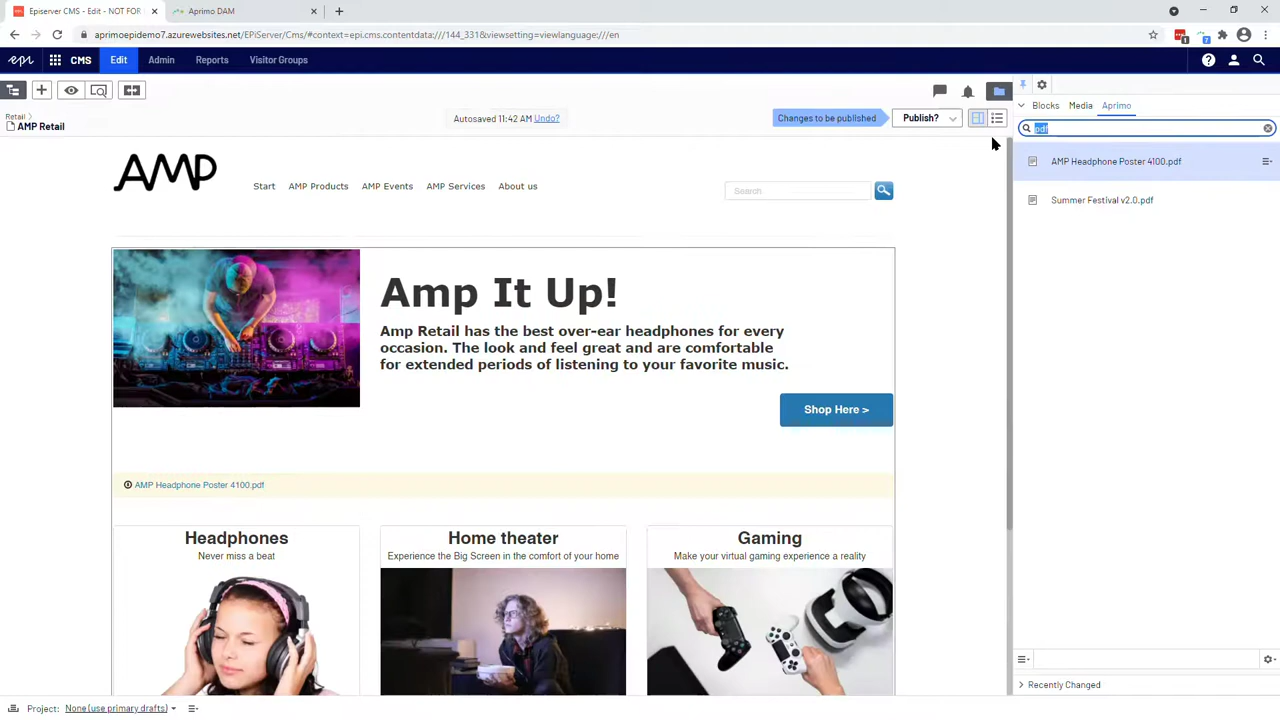 Episerver CMS - Edit - NOT FOR
Aprimo DAM
aprimoepidemo7.azurewebsites.net/EPiServer/Cms/#context=epi.cms.contentdata:///144_331&viewsetting=viewlanguage:///en
1
7
epi
CMS
Edit
Admin
Reports
Visitor Groups
Retail
AMP Retail
Autosaved 11:42 AM Undo?
Changes to be published
Publish?
Blocks
Media
Aprimo
pdf
AMP Headphone Poster 4100.pdf
Summer Festival v2.0.pdf
AMP
Start
AMP Products
AMP Events
AMP Services
About us
Search
Amp It Up!
Amp Retail has the best over-ear headphones for every
occasion. The look and feel great and are comfortable
for extended periods of listening to your favorite music.
Shop Here >
AMP Headphone Poster 4100.pdf
Headphones
Never miss a beat
Home theater
Experience the Big Screen in the comfort of your home
Gaming
Make your virtual gaming experience a reality
Recently Changed
Project: None (use primary drafts)